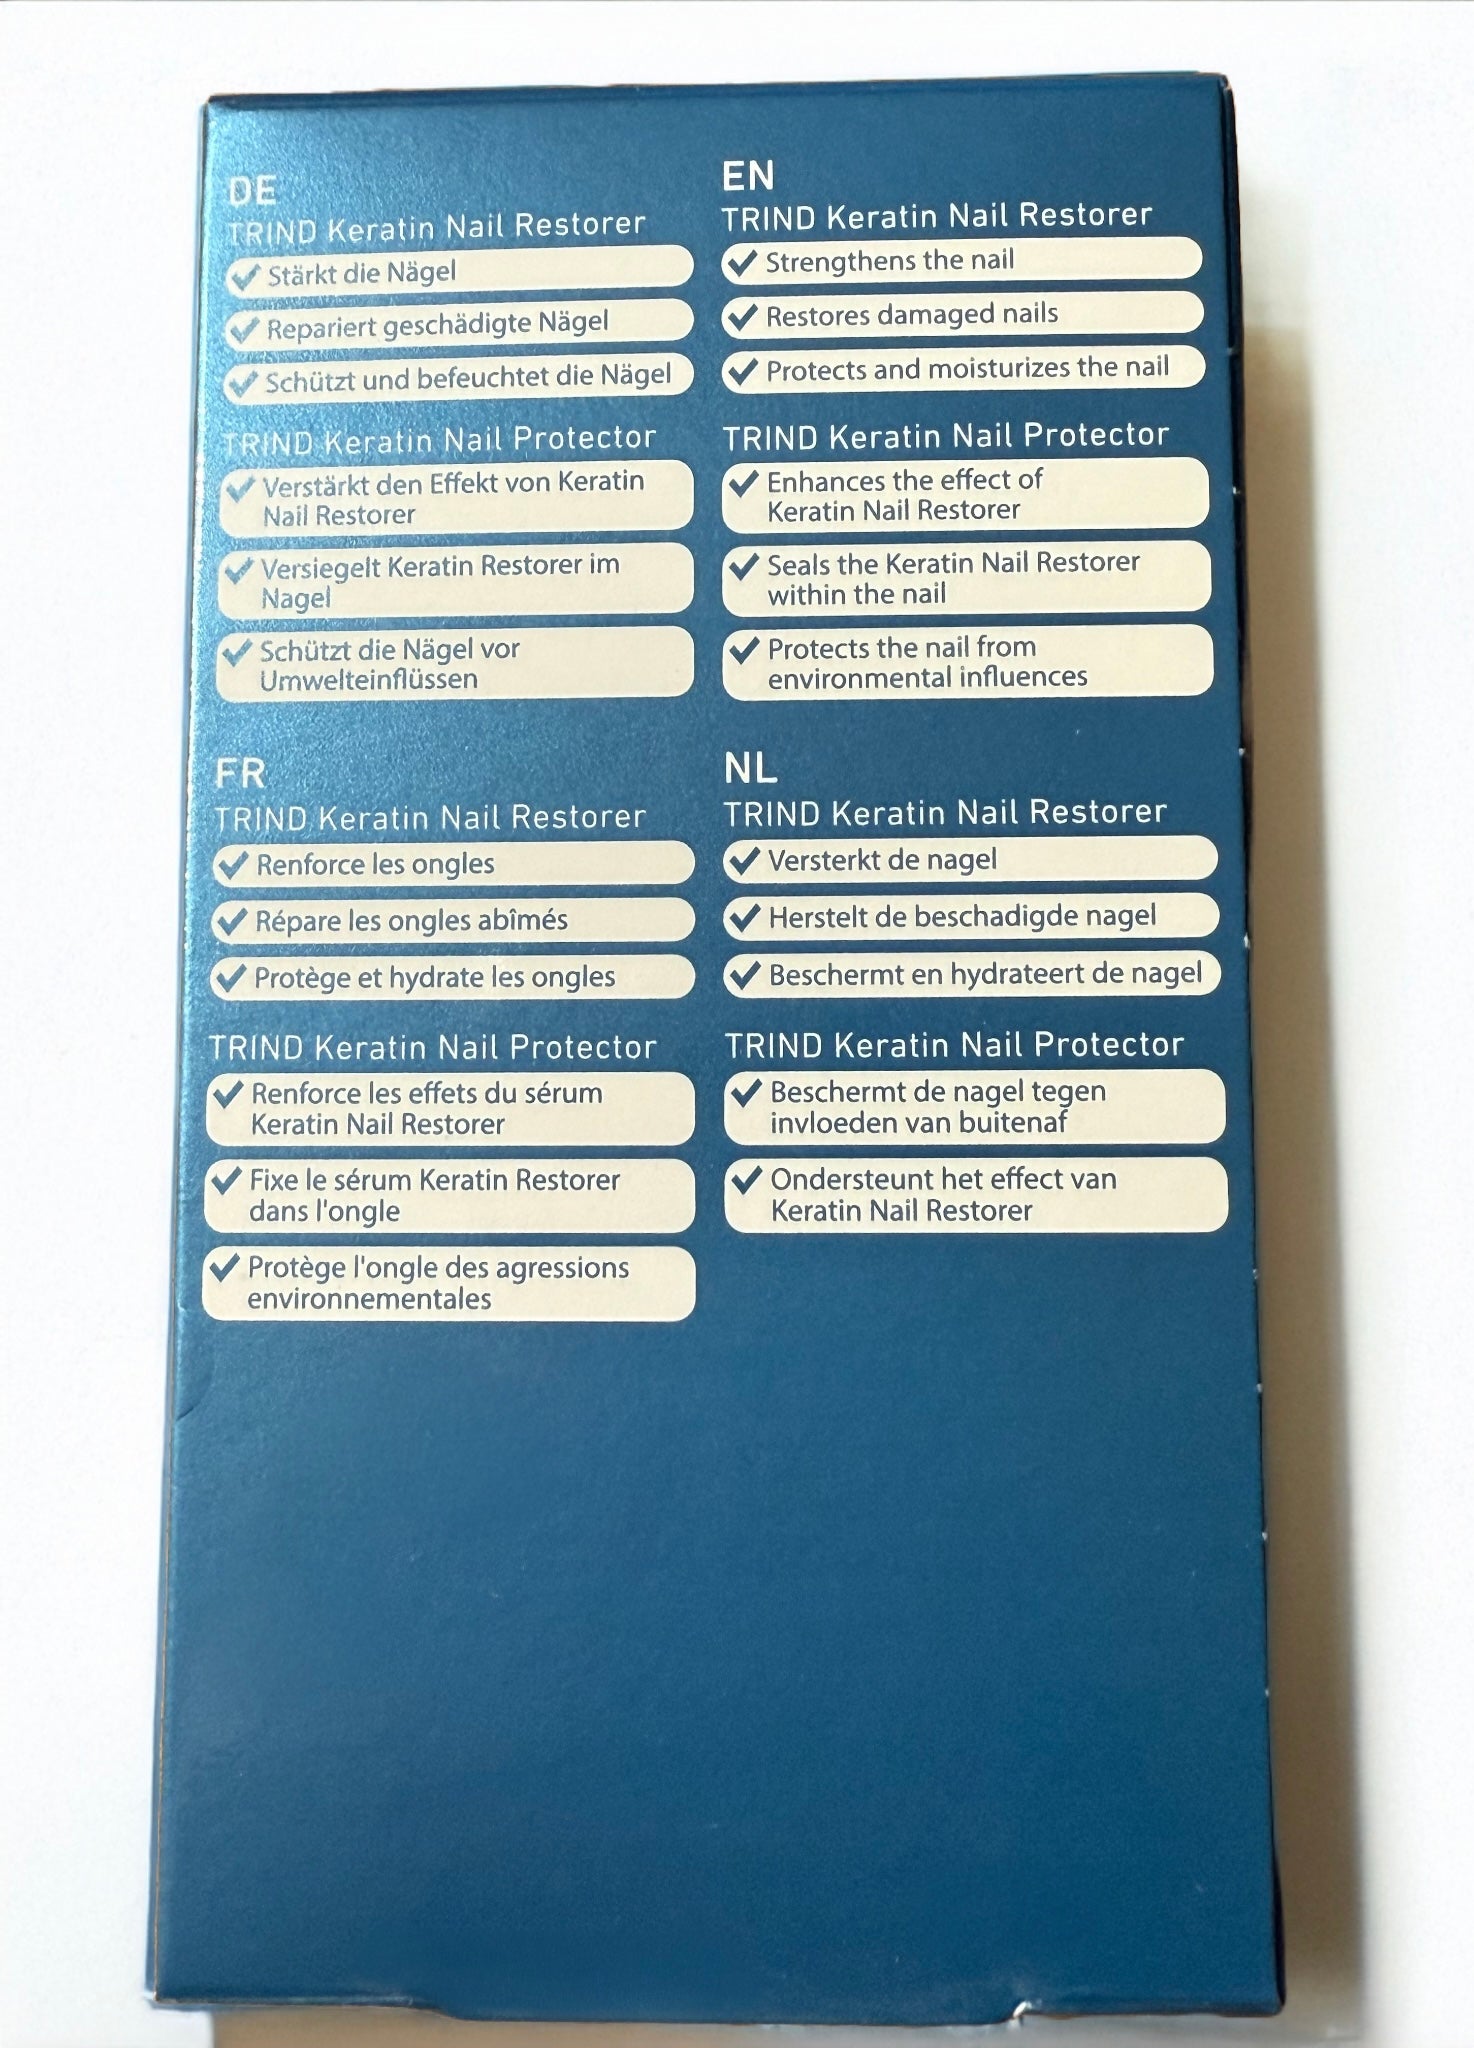 DE
TRIND Keratin Nail Restorer
✓ Stärkt die Nägel
✓ Repariert geschädigte Nägel
✓ Schützt und befeuchtet die Nägel
TRIND Keratin Nail Protector
✓ Verstärkt den Effekt von Keratin
Nail Restorer
✓ Versiegelt Keratin Restorer im
Nagel
✓ Schützt die Nägel vor
Umwelteinflüssen
EN
TRIND Keratin Nail Restorer
✓ Strengthens the nail
✓ Restores damaged nails
✓ Protects and moisturizes the nail
TRIND Keratin Nail Protector
✓ Enhances the effect of
Keratin Nail Restorer
✓ Seals the Keratin Nail Restorer
within the nail
✓ Protects the nail from
environmental influences
FR
TRIND Keratin Nail Restorer
✓ Renforce les ongles
✓ Répare les ongles abîmés
✓ Protège et hydrate les ongles
TRIND Keratin Nail Protector
✓ Renforce les effets du sérum
Keratin Nail Restorer
✓ Fixe le sérum Keratin Restorer
dans l'ongle
✓ Protège l'ongle des agressions
environnementales
NL
TRIND Keratin Nail Restorer
✓ Versterkt de nagel
✓ Herstelt de beschadigde nagel
✓ Beschermt en hydrateert de nagel
TRIND Keratin Nail Protector
✓ Beschermt de nagel tegen
invloeden van buitenaf
✓ Ondersteunt het effect van
Keratin Nail Restorer